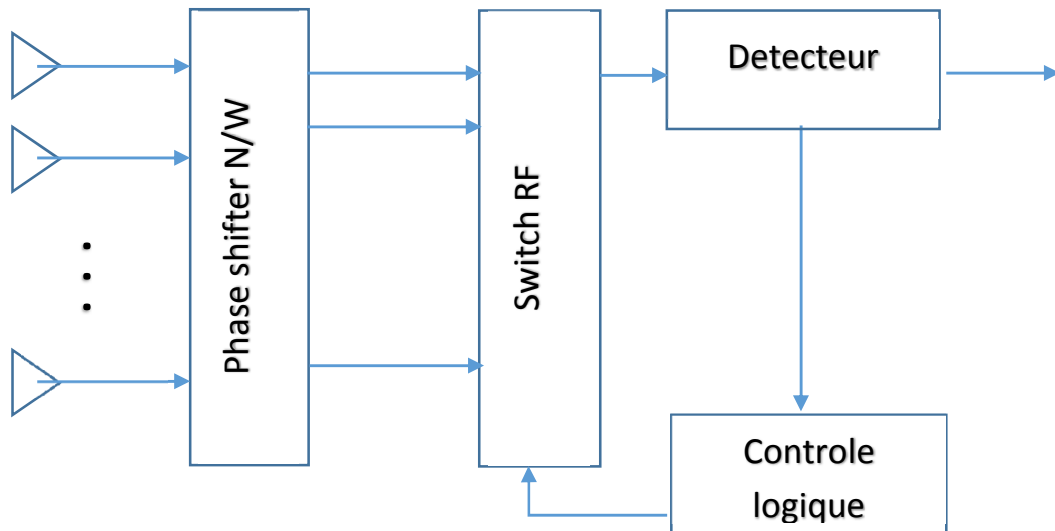 Phase shifter N/W
Switch RF
Detecteur
Controle
logique